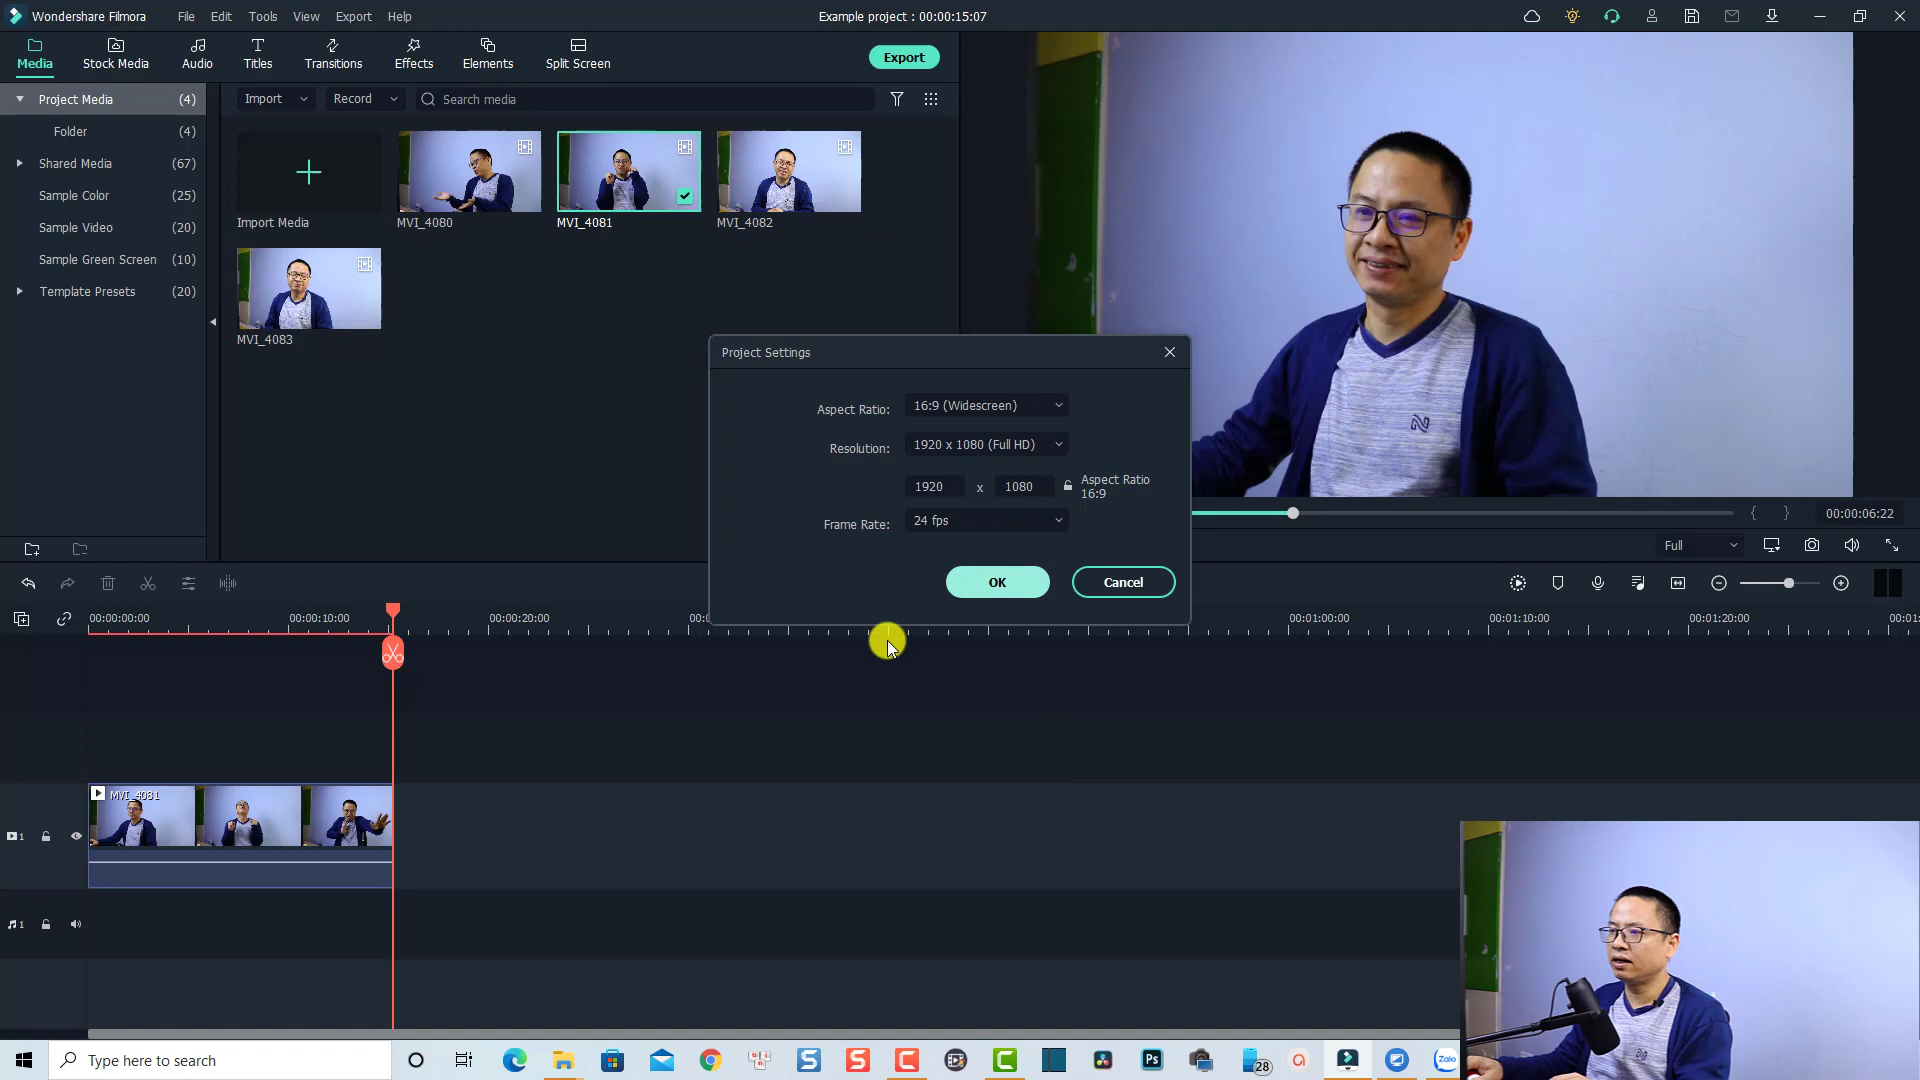 Wondershare Filmora File Edit Tools View Export Help Example project : 00:00:15:07
Media Stock Media Audio Titles Transitions Effects Elements Split Screen Export
Project Media (4)
Folder (4)
Shared Media (67)
Sample Color (25)
Sample Video (20)
Sample Green Screen (10)
Template Presets (20)
Import Record Search media
Import Media MVI_4080 MVI_4081 MVI_4082
MVI_4083
Project Settings
Aspect Ratio: 16:9 (Widescreen)
Resolution: 1920 x 1080 (Full HD)
1920 x 1080 Aspect Ratio
16:9
Frame Rate: 24 fps
OK Cancel
{ } 00:00:06:22
Full
00:00:00:00 00:00:10:00 00:00:20:00 00:01:00:00 00:01:10:00 00:01:20:00
MVI_4081
1
1
Type here to search
S S C C Ps 28 Zalo